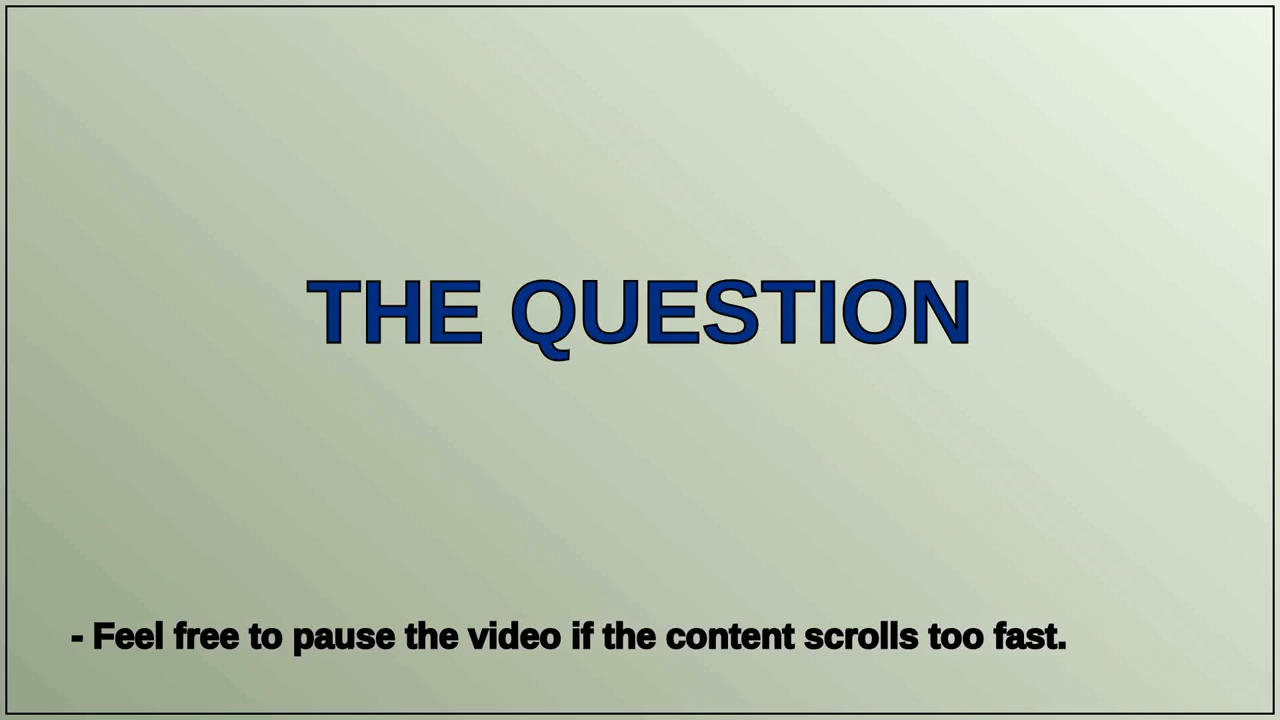 THE QUESTION
- Feel free to pause the video if the content scrolls too fast.